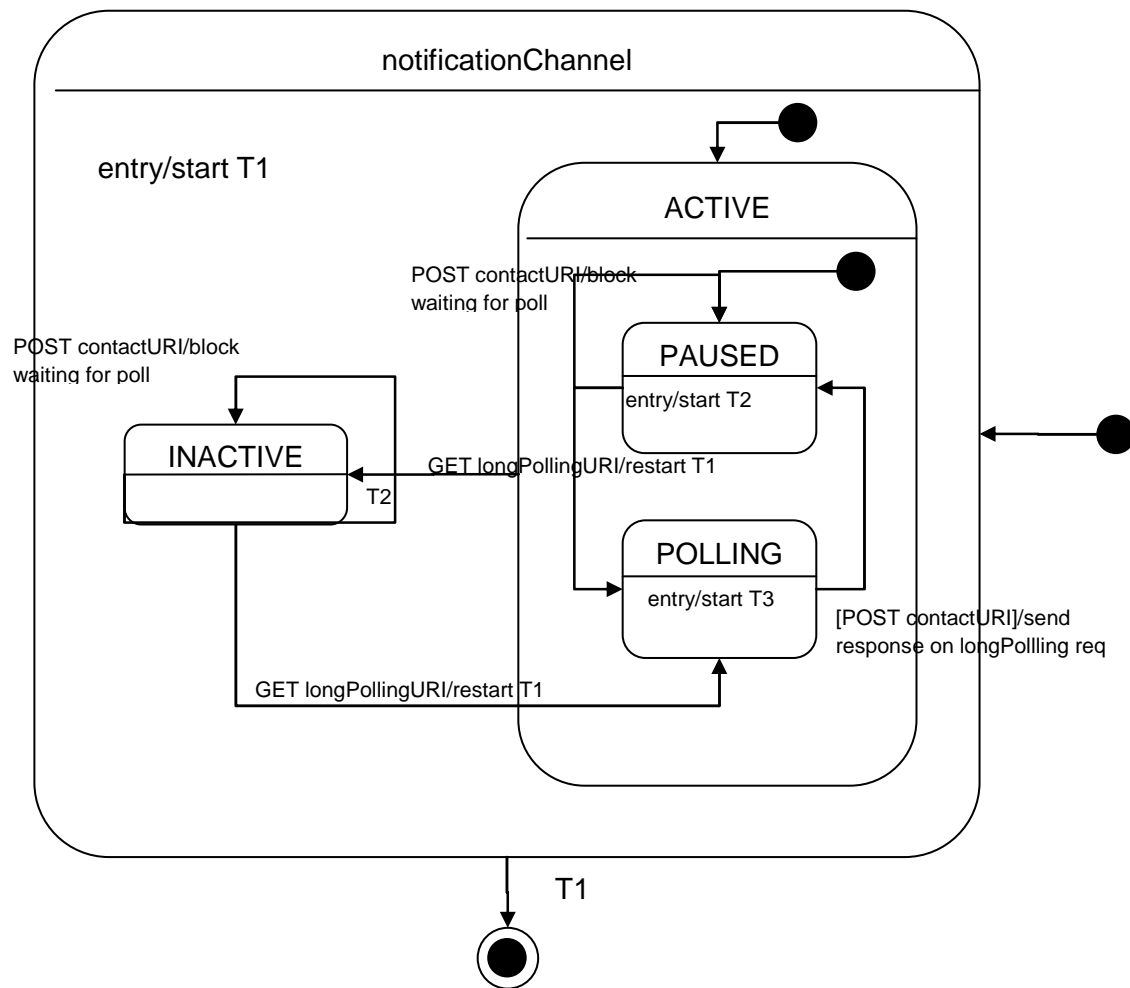 notificationChannel
entry/start T1
ACTIVE
POST contactURI/block
waiting for poll
PAUSED
entry/start T2
POST contactURI/block
waiting for poll
INACTIVE
GET longPollingURI/restart T1
T2
POLLING
entry/start T3
[POST contactURI]/send
response on longPollling req
GET longPollingURI/restart T1
T1